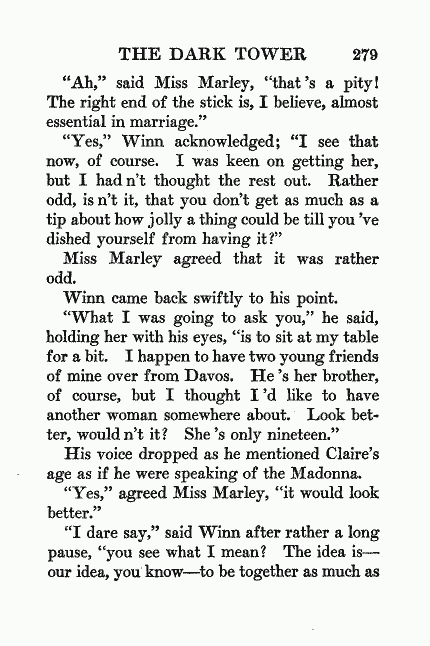 THE DARK TOWER 279
"Ah," said Miss Marley, "that 's a pity!
The right end of the stick is, I believe, almost
essential in marriage."
"Yes," Winn acknowledged; "I see that
now, of course. I was keen on getting her,
but I had n't thought the rest out. Rather
odd, is n't it, that you don't get as much as a
tip about how jolly a thing could be till you 've
dished yourself from having it?"
Miss Marley agreed that it was rather
odd.
Winn came back swiftly to his point.
"What I was going to ask you," he said,
holding her with his eyes, "is to sit at my table
for a bit. I happen to have two young friends
of mine over from Davos. He 's her brother,
of course, but I thought I 'd like to have
another woman somewhere about. Look bet-
ter, would n't it? She 's only nineteen."
His voice dropped as he mentioned Claire's
age as if he were speaking of the Madonna.
"Yes," agreed Miss Marley, "it would look
better."
"I dare say," said Winn after rather a long
pause, "you see what I mean? The idea is—
our idea, you know—to be together as much as